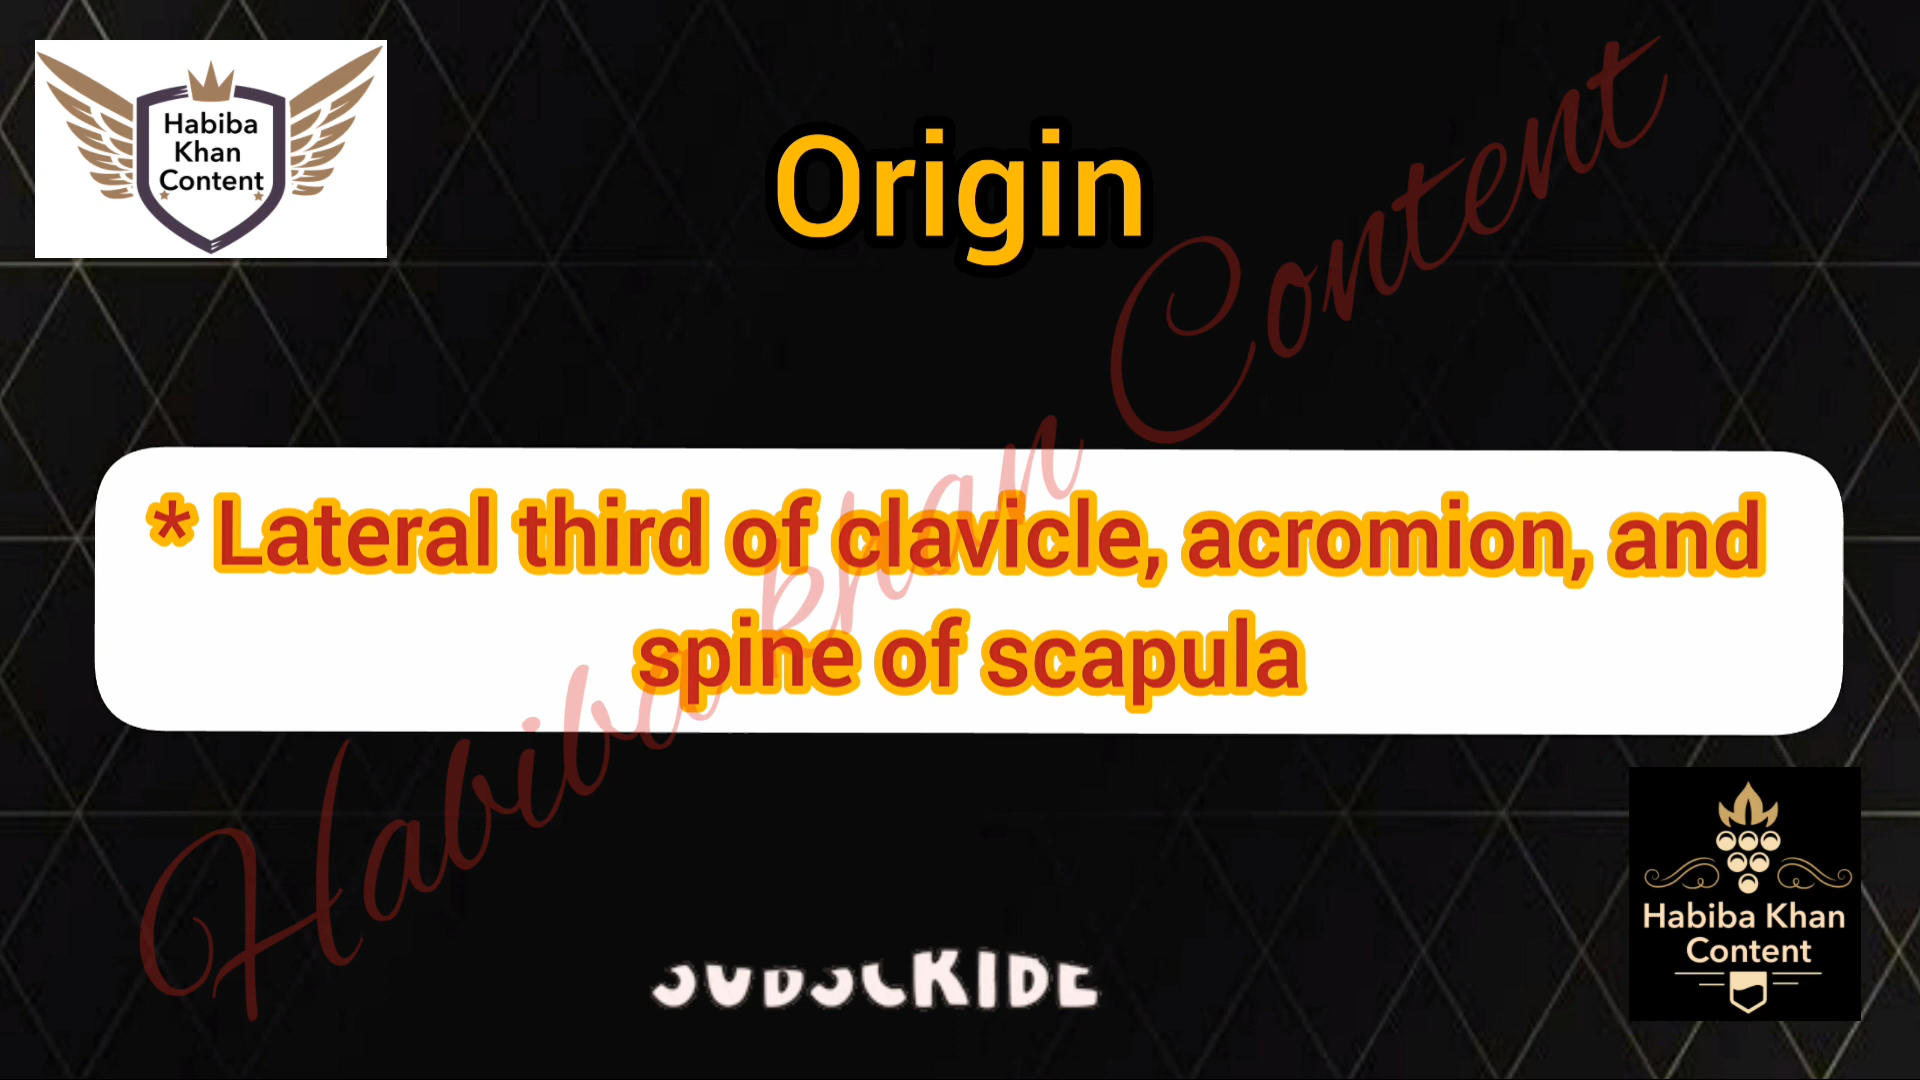 Habiba
Khan
Content
Origin
* Lateral third of clavicle, acromion, and
spine of scapula
Habiba khan Content
Habiba Khan
Content